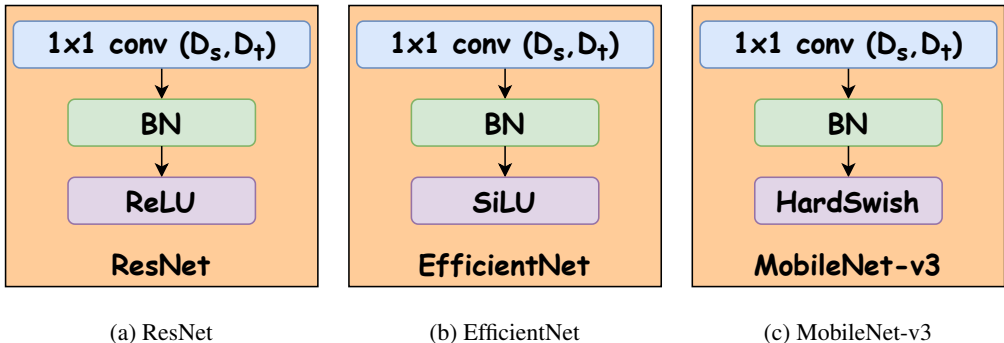 1x1 conv (Dₛ,Dₜ)
BN
ReLU
ResNet
(a) ResNet
1x1 conv (Dₛ,Dₜ)
BN
SiLU
EfficientNet
(b) EfficientNet
1x1 conv (Dₛ,Dₜ)
BN
HardSwish
MobileNet-v3
(c) MobileNet-v3